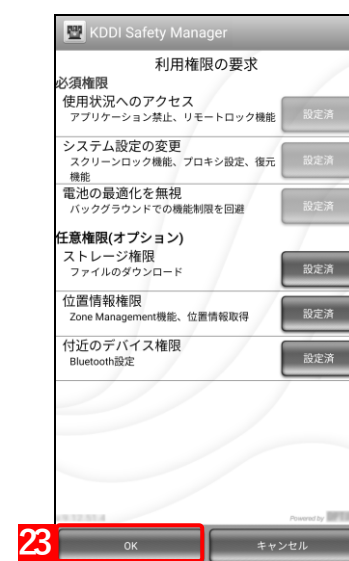 KDDI Safety Manager
利用権限の要求
必須権限
使用状況へのアクセス
アプリケーション禁止、リモートロック機能
設定済
システム設定の変更
スクリーンロック機能、プロキシ設定、復元
機能
設定済
電池の最適化を無視
バックグラウンドでの機能制限を回避
設定済
任意権限(オプション)
ストレージ権限
ファイルのダウンロード
設定済
位置情報権限
Zone Management機能、位置情報取得
設定済
付近のデバイス権限
Bluetooth設定
設定済
Powered by
23
OK
キャンセル